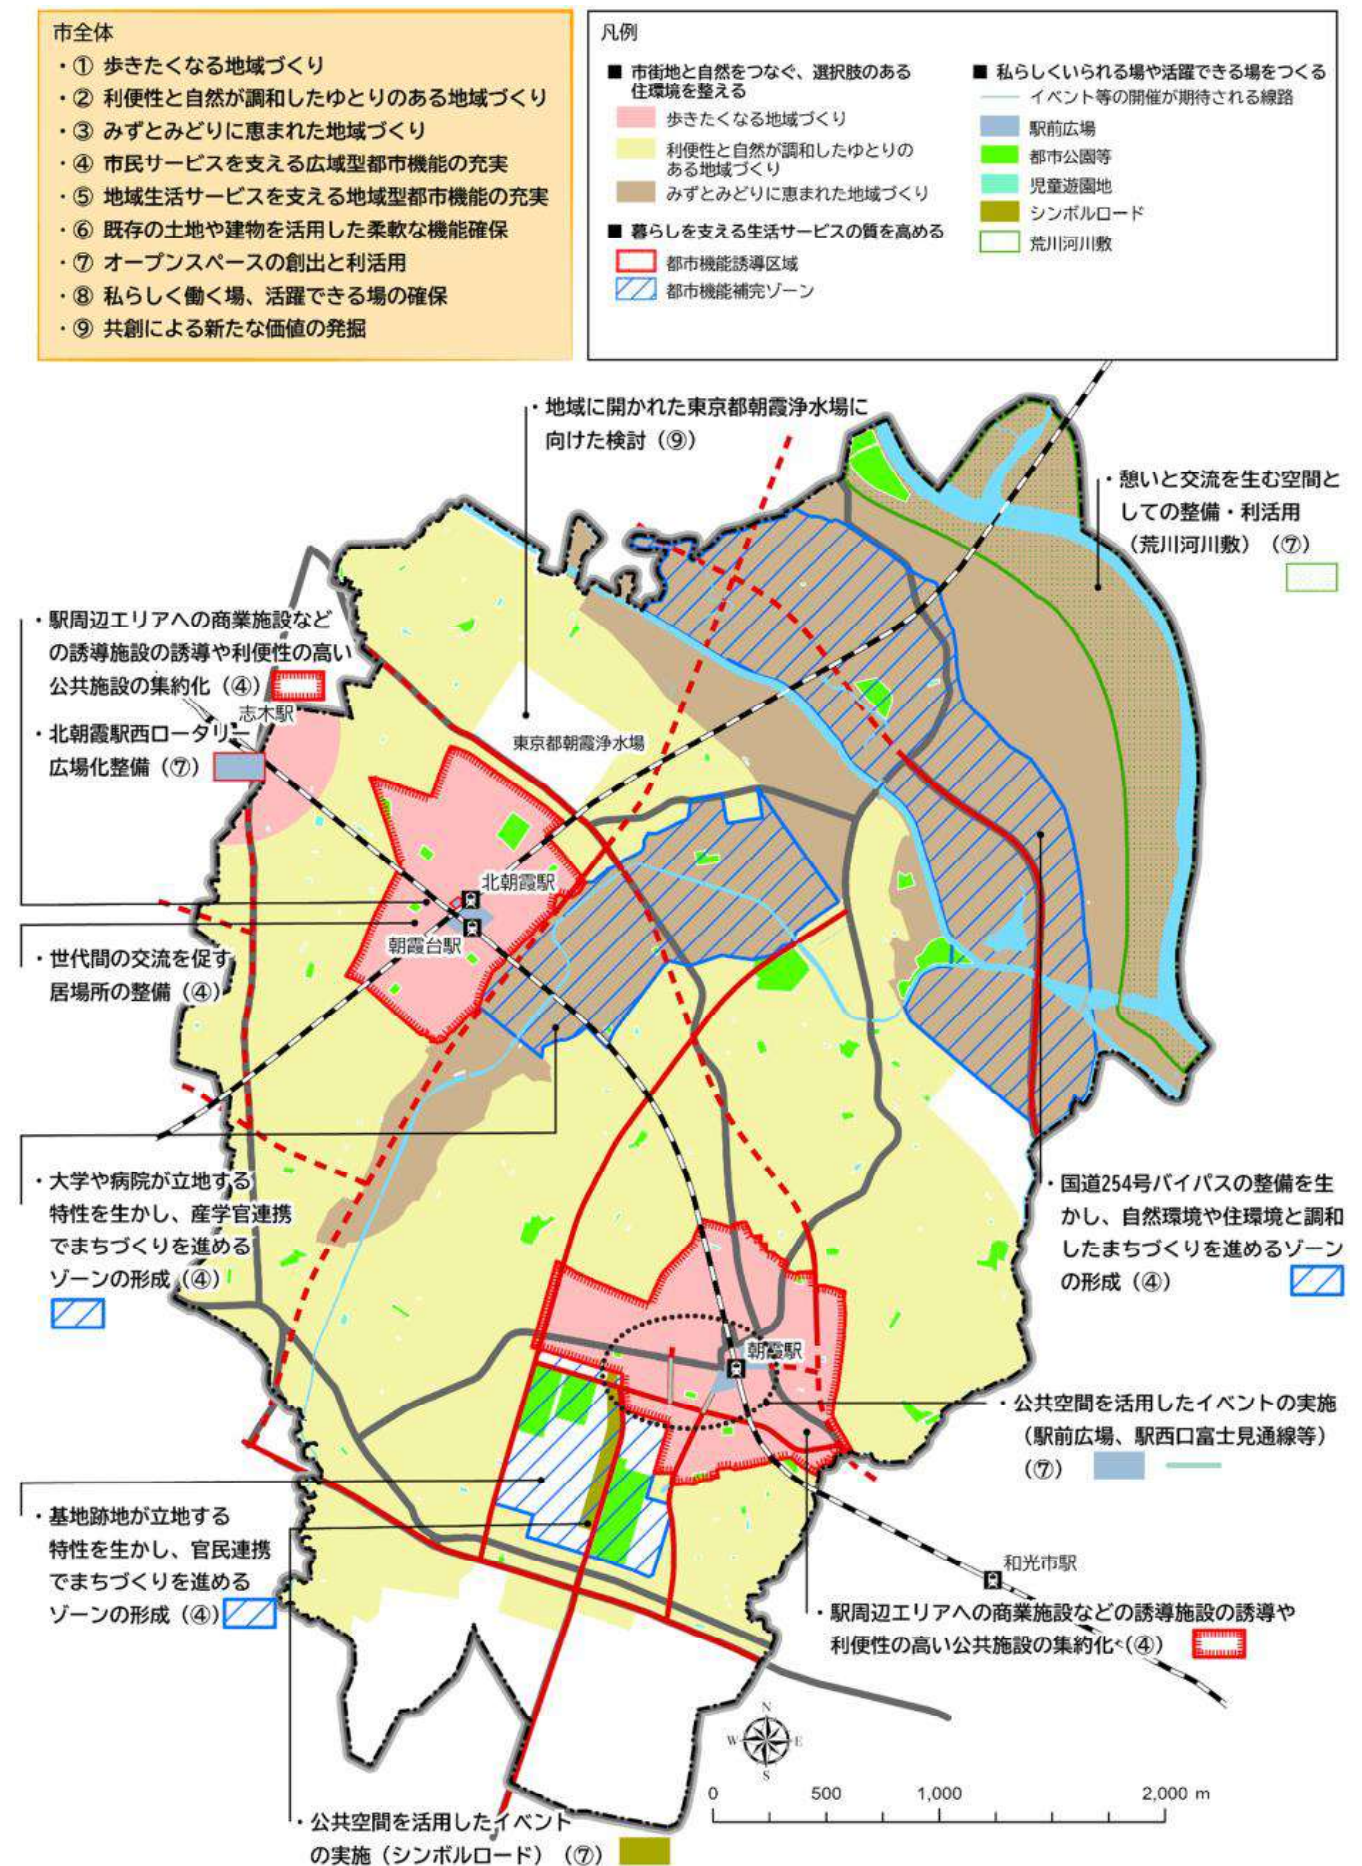 市全体
・① 歩きたくなる地域づくり
・② 利便性と自然が調和したゆとりのある地域づくり
・③ みずとみどりに恵まれた地域づくり
・④ 市民サービスを支える広域型都市機能の充実
・⑤ 地域生活サービスを支える地域型都市機能の充実
・⑥ 既存の土地や建物を活用した柔軟な機能確保
・⑦ オープンスペースの創出と利活用
・⑧ 私らしく働く場、活躍できる場の確保
・⑨ 共創による新たな価値の発掘
凡例
■ 市街地と自然をつなぐ、選択肢のある
住環境を整える
歩きたくなる地域づくり
利便性と自然が調和したゆとりの
ある地域づくり
みずとみどりに恵まれた地域づくり
■ 暮らしを支える生活サービスの質を高める
都市機能誘導区域
都市機能補完ゾーン
■ 私らしくいられる場や活躍できる場をつくる
イベント等の開催が期待される線路
駅前広場
都市公園等
児童遊園地
シンボルロード
荒川河川敷
・地域に開かれた東京都朝霞浄水場に
向けた検討（⑨）
・憩いと交流を生む空間と
しての整備・利活用
（荒川河川敷）（⑦）
・駅周辺エリアへの商業施設など
の誘導施設の誘導や利便性の高い
公共施設の集約化（④）
志木駅
・北朝霞駅西ロータリー
広場化整備（⑦）
東京都朝霞浄水場
北朝霞駅
朝霞台駅
・世代間の交流を促す
居場所の整備（④）
・大学や病院が立地する
特性を生かし、産学官連携
でまちづくりを進める
ゾーンの形成（④）
・国道254号バイパスの整備を生
かし、自然環境や住環境と調和
したまちづくりを進めるゾーン
の形成（④）
朝霞駅
・公共空間を活用したイベントの実施
（駅前広場、駅西口富士見通線等）
（⑦）
・基地跡地が立地する
特性を生かし、官民連携
でまちづくりを進める
ゾーンの形成（④）
和光市駅
・駅周辺エリアへの商業施設などの誘導施設の誘導や
利便性の高い公共施設の集約化（④）
N
W E
S
0 500 1,000 2,000 m
・公共空間を活用したイベント
の実施（シンボルロード）（⑦）